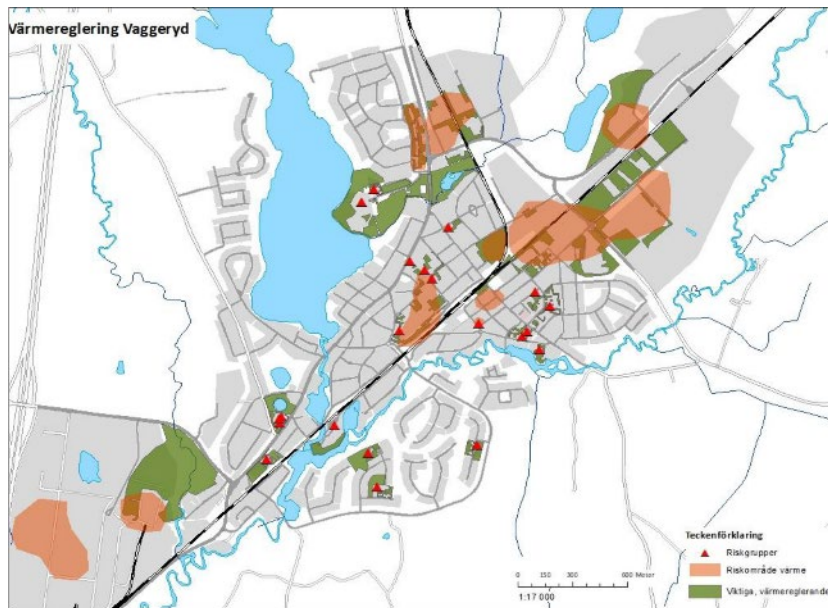 Värmereglering Vaggeryd
Teckenförklaring
Riskgrupper
Riskområde värme
Viktiga, värmereglerande
0 150 300 600 Meter
1:17 000